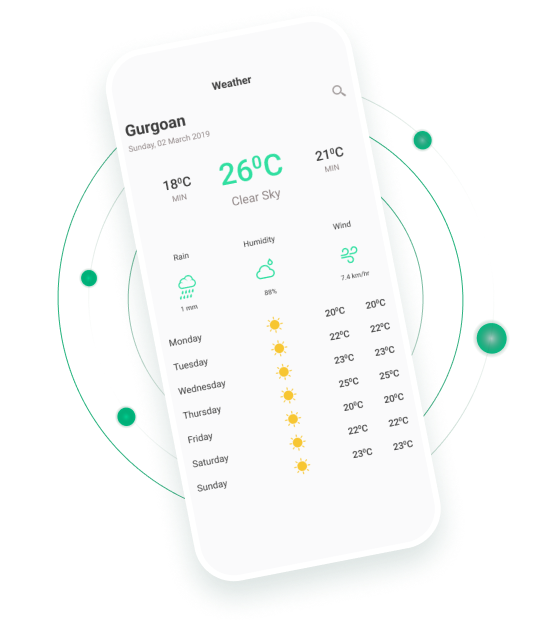 Weather
Gurgoan
Sunday, 02 March 2019
18⁰C
MIN
26⁰C
Clear Sky
21⁰C
MIN
Rain
Humidity
Wind
1 mm
88%
7.4 km/hr
Monday 20⁰C 20⁰C
Tuesday 22⁰C 22⁰C
Wednesday 23⁰C 23⁰C
Thursday 25⁰C 25⁰C
Friday 20⁰C 20⁰C
Saturday 22⁰C 22⁰C
Sunday 23⁰C 23⁰C